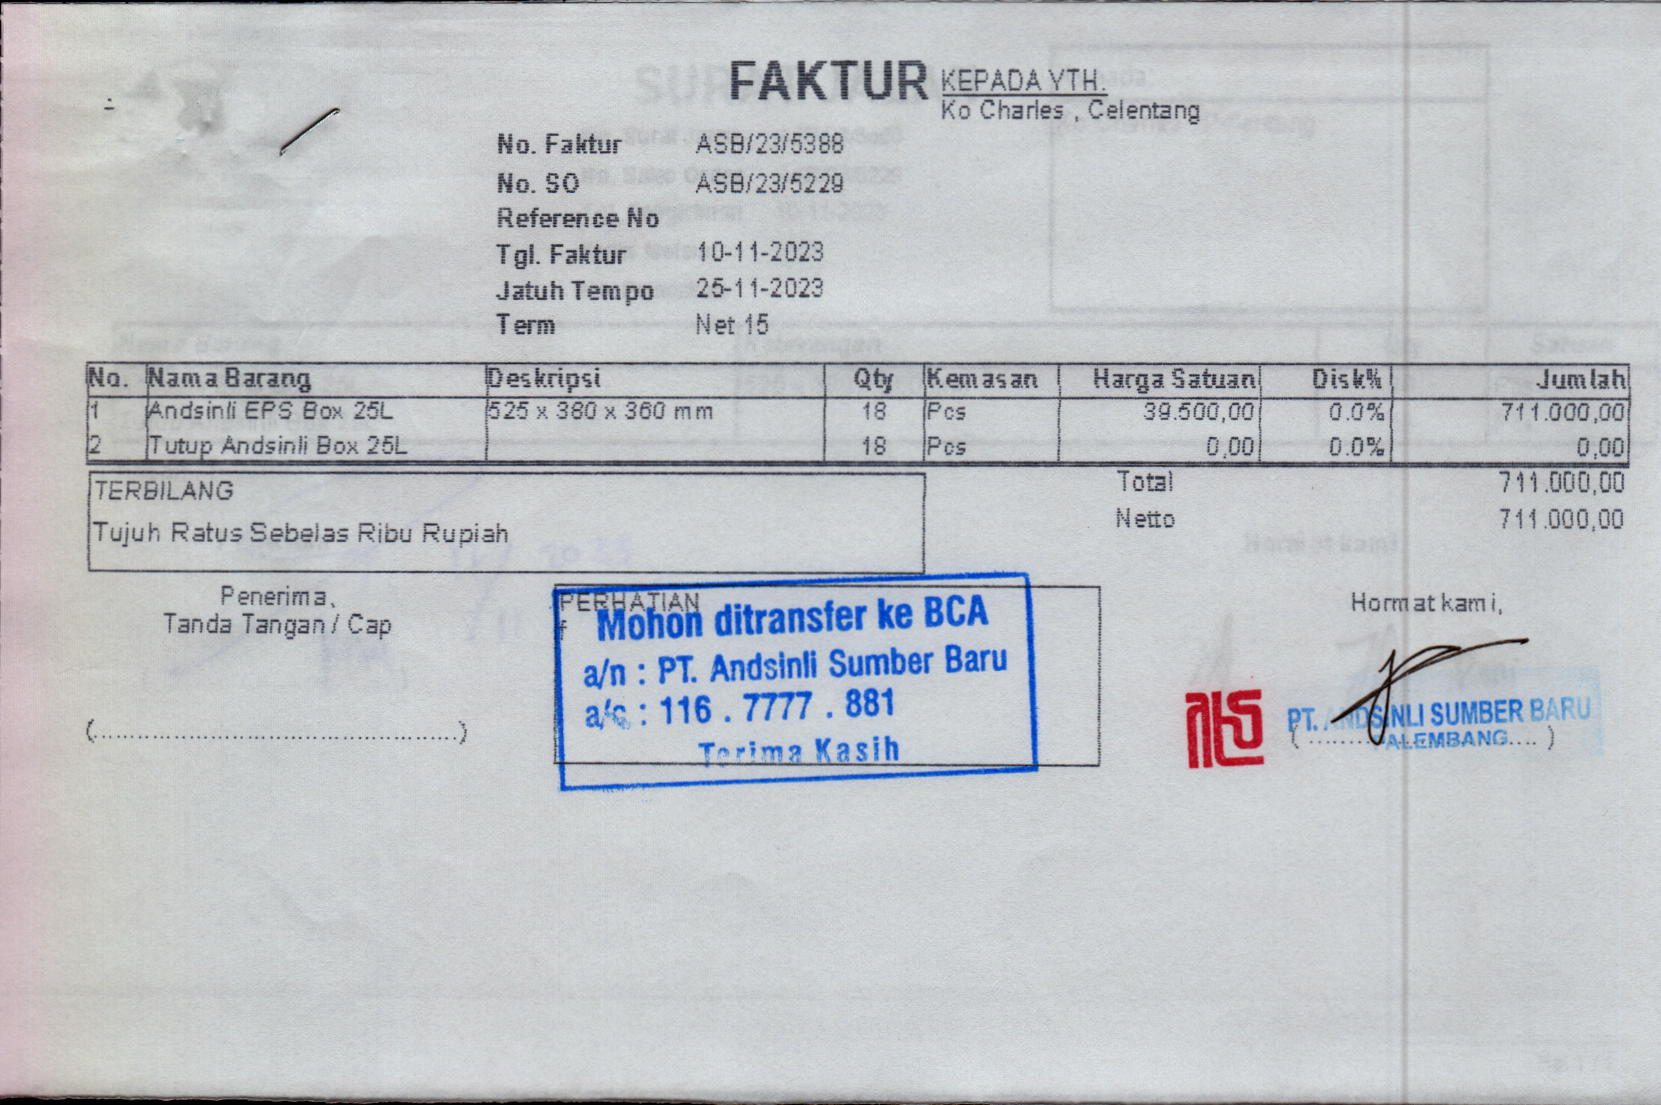 FAKTUR
KEPADA YTH.
Ko Charles , Celentang
No. Faktur ASB/23/5388
No. SO ASB/23/5229
Reference No
Tgl. Faktur 10-11-2023
Jatuh Tempo 25-11-2023
Term Net 15
No. Nama Barang Deskripsi Qty Kemasan Harga Satuan Disk% Jumlah
1 Andsinli EPS Box 25L 525 x 380 x 360 mm 18 Pcs 39.500,00 0.0% 711.000,00
2 Tutup Andsinli Box 25L 18 Pcs 0,00 0.0% 0,00
Total 711.000,00
Netto 711.000,00
TERBILANG
Tujuh Ratus Sebelas Ribu Rupiah
Penerima,
Tanda Tangan / Cap
(..................................................)
PERHATIAN
f
Mohon ditransfer ke BCA
a/n : PT. Andsinli Sumber Baru
a/c : 116 . 7777 . 881
Terima Kasih
Hormat kami,
PT. ANDSINLI SUMBER BARU
PALEMBANG